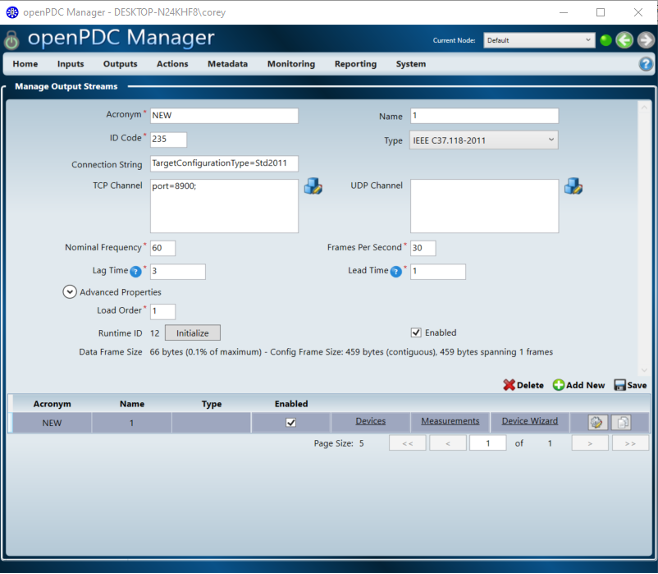 openPDC Manager - DESKTOP-N24KHF8\corey
openPDC Manager
Current Node: Default
Home Inputs Outputs Actions Metadata Monitoring Reporting System ?
Manage Output Streams
Acronym * NEW Name 1
ID Code * 235 Type IEEE C37.118-2011
Connection String TargetConfigurationType=Std2011
TCP Channel port=8900; UDP Channel
Nominal Frequency * 60 Frames Per Second * 30
Lag Time ? * 3 Lead Time ? * 1
Advanced Properties
Load Order * 1
Runtime ID 12 Initialize Enabled
Data Frame Size 66 bytes (0.1% of maximum) - Config Frame Size: 459 bytes (contiguous), 459 bytes spanning 1 frames
Delete Add New Save
Acronym Name Type Enabled
NEW 1 Devices Measurements Device Wizard
Page Size: 5 << < 1 of 1 > >>